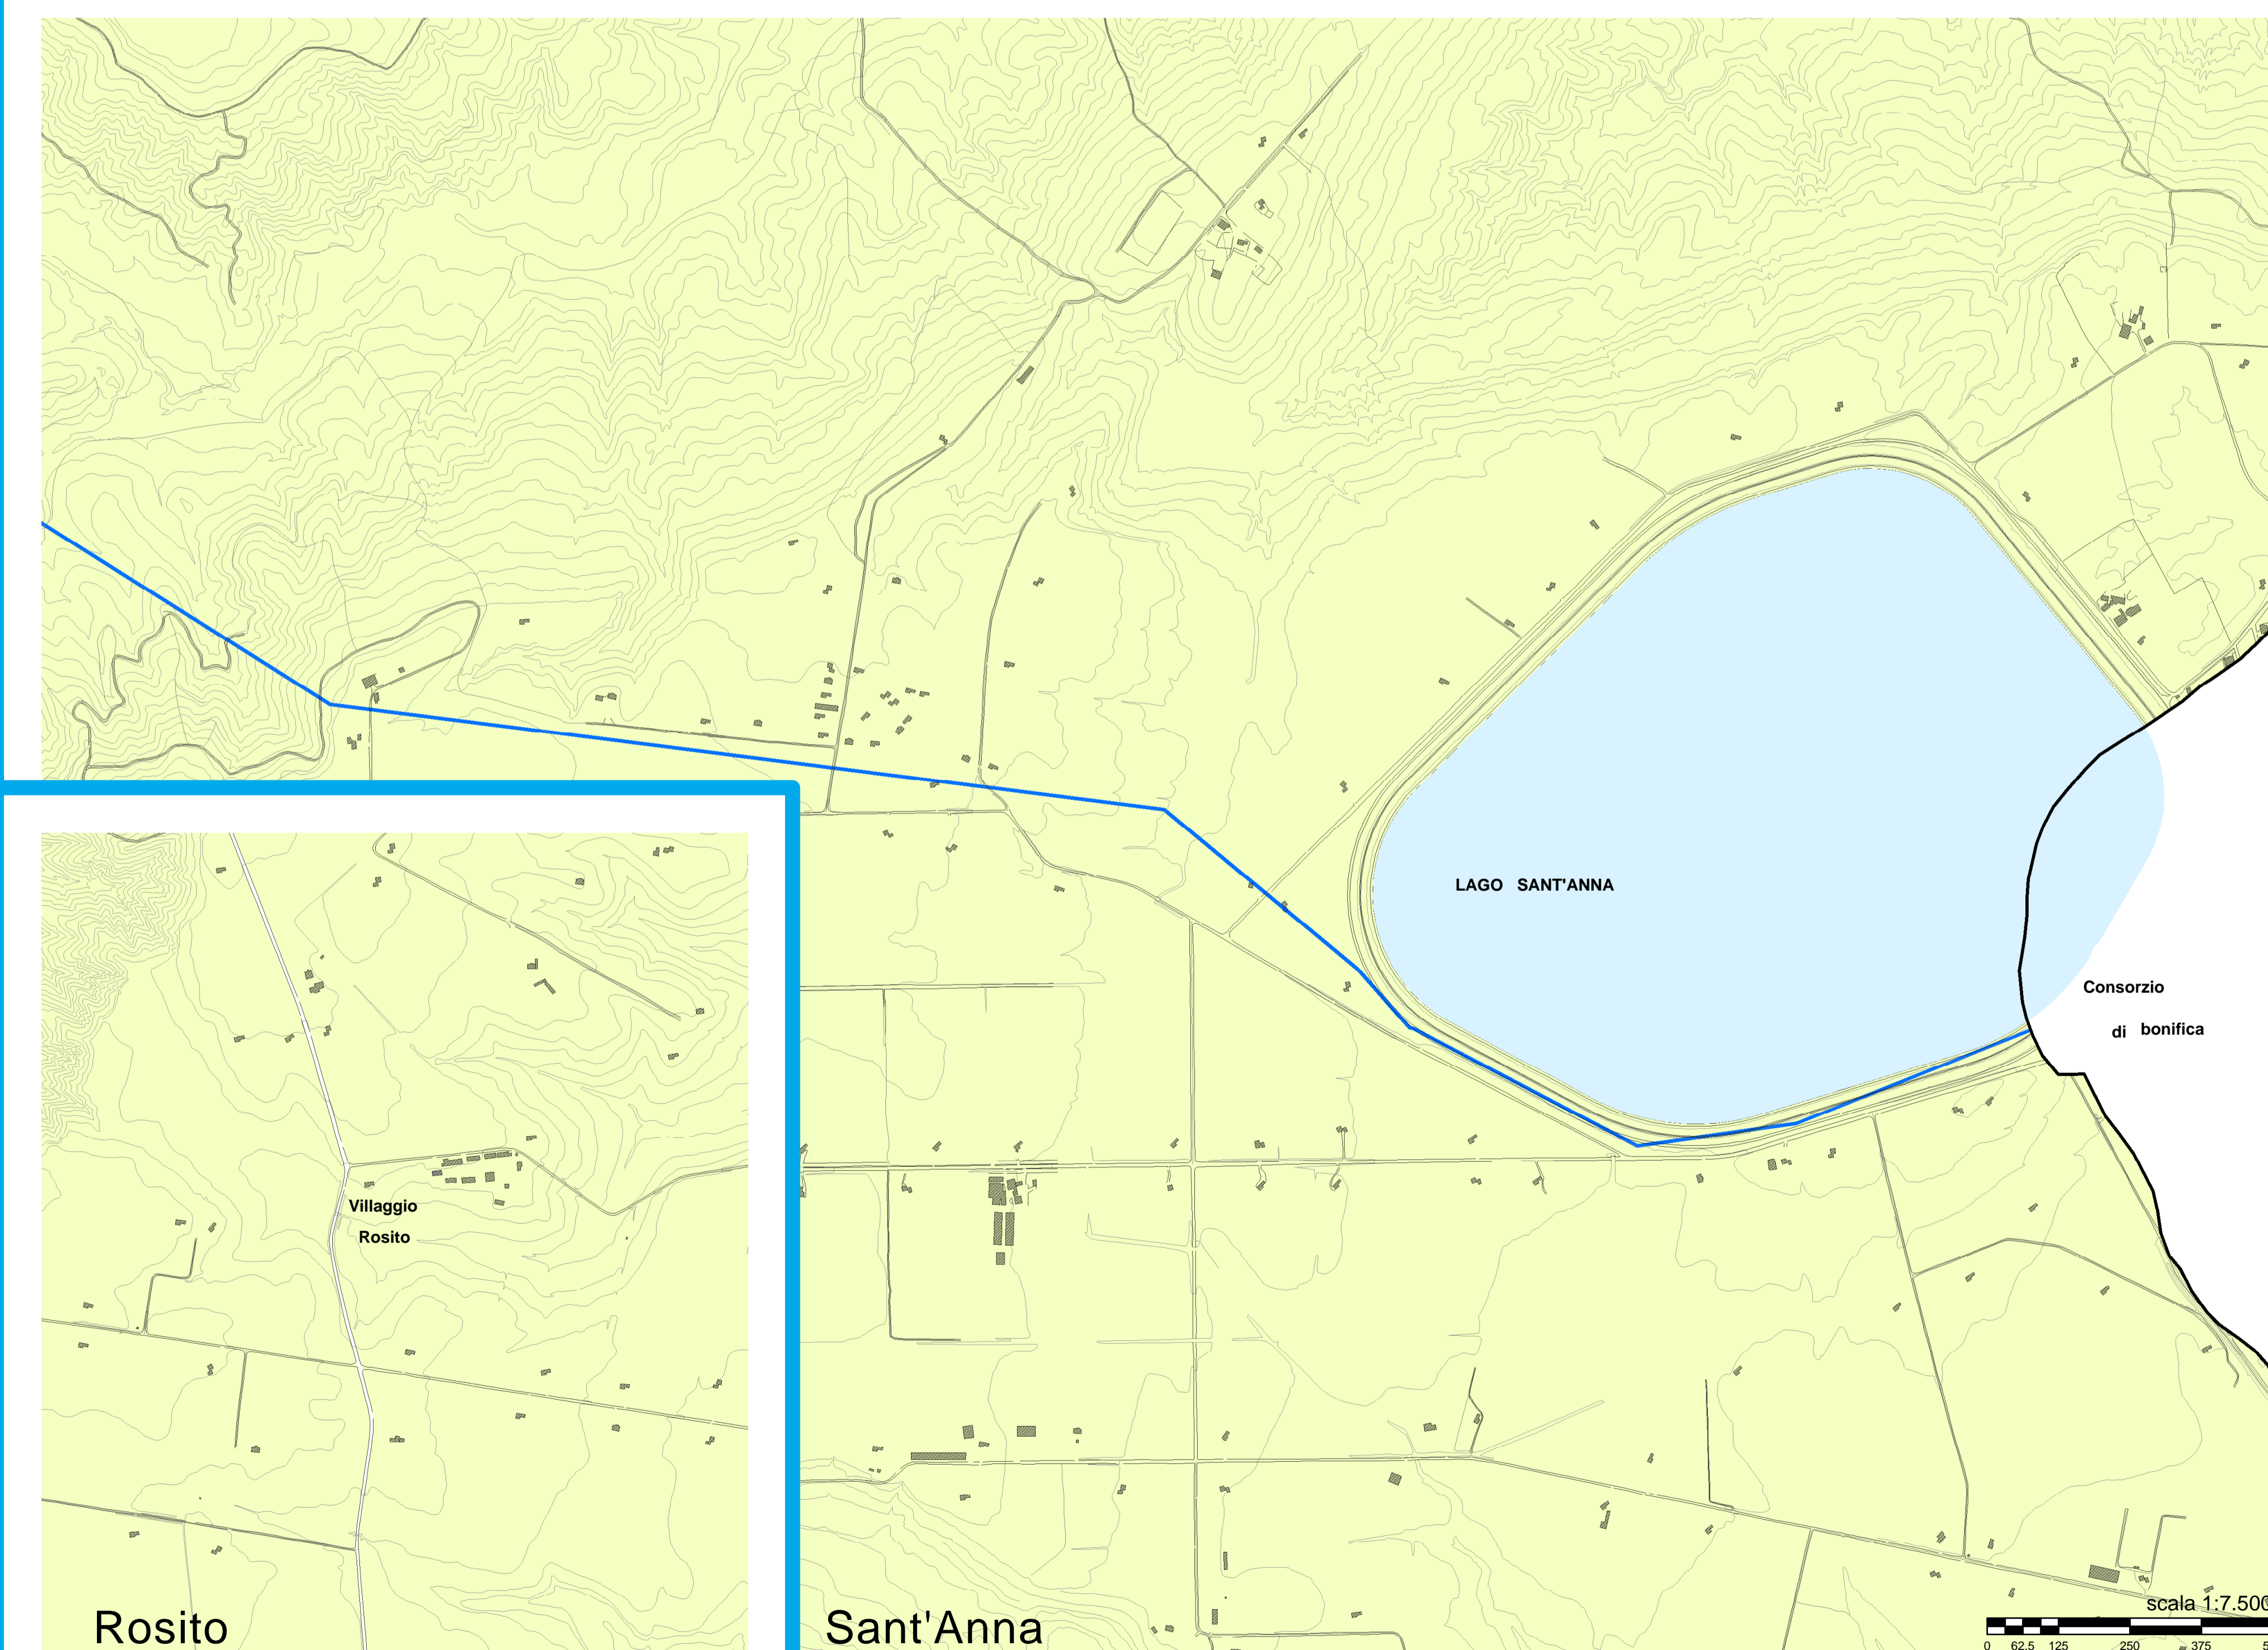 LAGO SANT'ANNA
Consorzio
di bonifica
Villaggio
Rosito
Rosito
Sant'Anna
scala 1:7.500
0 62.5 125 250 375